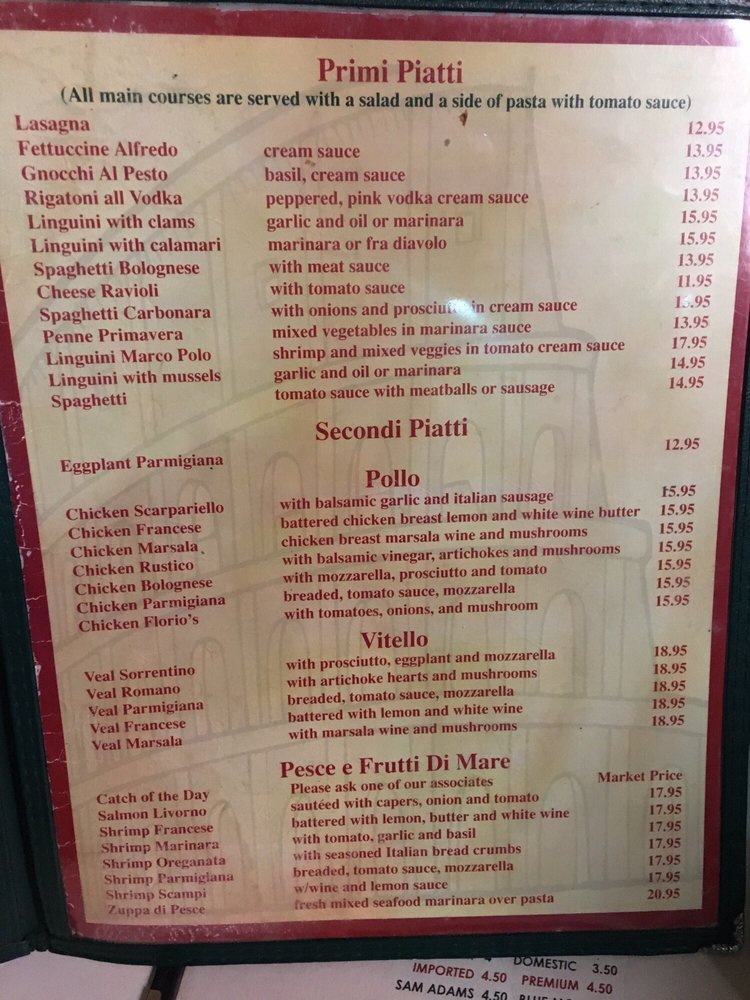 Primi Piatti
(All main courses are served with a salad and a side of pasta with tomato sauce)
Lasagna 12.95
Fettuccine Alfredo cream sauce 13.95
Gnocchi Al Pesto basil, cream sauce 13.95
Rigatoni all Vodka peppered, pink vodka cream sauce 13.95
Linguini with clams garlic and oil or marinara 15.95
Linguini with calamari marinara or fra diavolo 15.95
Spaghetti Bolognese with meat sauce 13.95
Cheese Ravioli with tomato sauce 11.95
Spaghetti Carbonara with onions and prosciutto in cream sauce
Penne Primavera mixed vegetables in marinara sauce 13.95
Linguini Marco Polo shrimp and mixed veggies in tomato cream sauce 17.95
Linguini with mussels garlic and oil or marinara 14.95
Spaghetti tomato sauce with meatballs or sausage 14.95
Secondi Piatti
Eggplant Parmigiana 12.95
Pollo
Chicken Scarpariello with balsamic garlic and italian sausage 15.95
Chicken Francese battered chicken breast lemon and white wine butter 15.95
Chicken Marsala chicken breast marsala wine and mushrooms 15.95
Chicken Rustico with balsamic vinegar, artichokes and mushrooms 15.95
Chicken Bolognese with mozzarella, prosciutto and tomato 15.95
Chicken Parmigiana breaded, tomato sauce, mozzarella 15.95
Chicken Florio's with tomatoes, onions, and mushroom 15.95
Vitello
Veal Sorrentino with prosciutto, eggplant and mozzarella 18.95
Veal Romano with artichoke hearts and mushrooms 18.95
Veal Parmigiana breaded, tomato sauce, mozzarella 18.95
Veal Francese battered with lemon and white wine 18.95
Veal Marsala with marsala wine and mushrooms 18.95
Pesce e Frutti Di Mare
Catch of the Day Please ask one of our associates Market Price
Salmon Livorno sautéed with capers, onion and tomato 17.95
Shrimp Francese battered with lemon, butter and white wine 17.95
Shrimp Marinara with tomato, garlic and basil 17.95
Shrimp Oreganata with seasoned Italian bread crumbs 17.95
Shrimp Parmigiana breaded, tomato sauce, mozzarella 17.95
Shrimp Scampi w/wine and lemon sauce 17.95
Zuppa di Pesce fresh mixed seafood marinara over pasta 20.95
DOMESTIC 3.50
IMPORTED 4.50 PREMIUM 4.50
SAM ADAMS 4.50